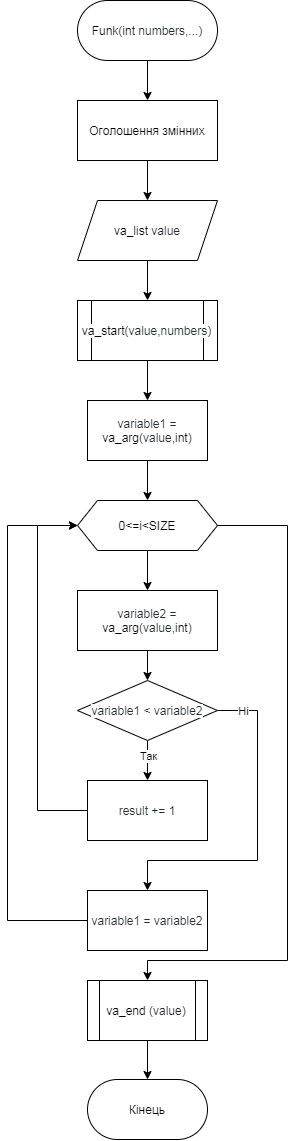 Funk(int numbers,...)
Оголошення змінних
va_list value
va_start(value,numbers)
variable1 =
va_arg(value,int)
0<=i<SIZE
variable2 =
va_arg(value,int)
variable1 < variable2
Ні
Так
result += 1
variable1 = variable2
va_end (value)
Кінець